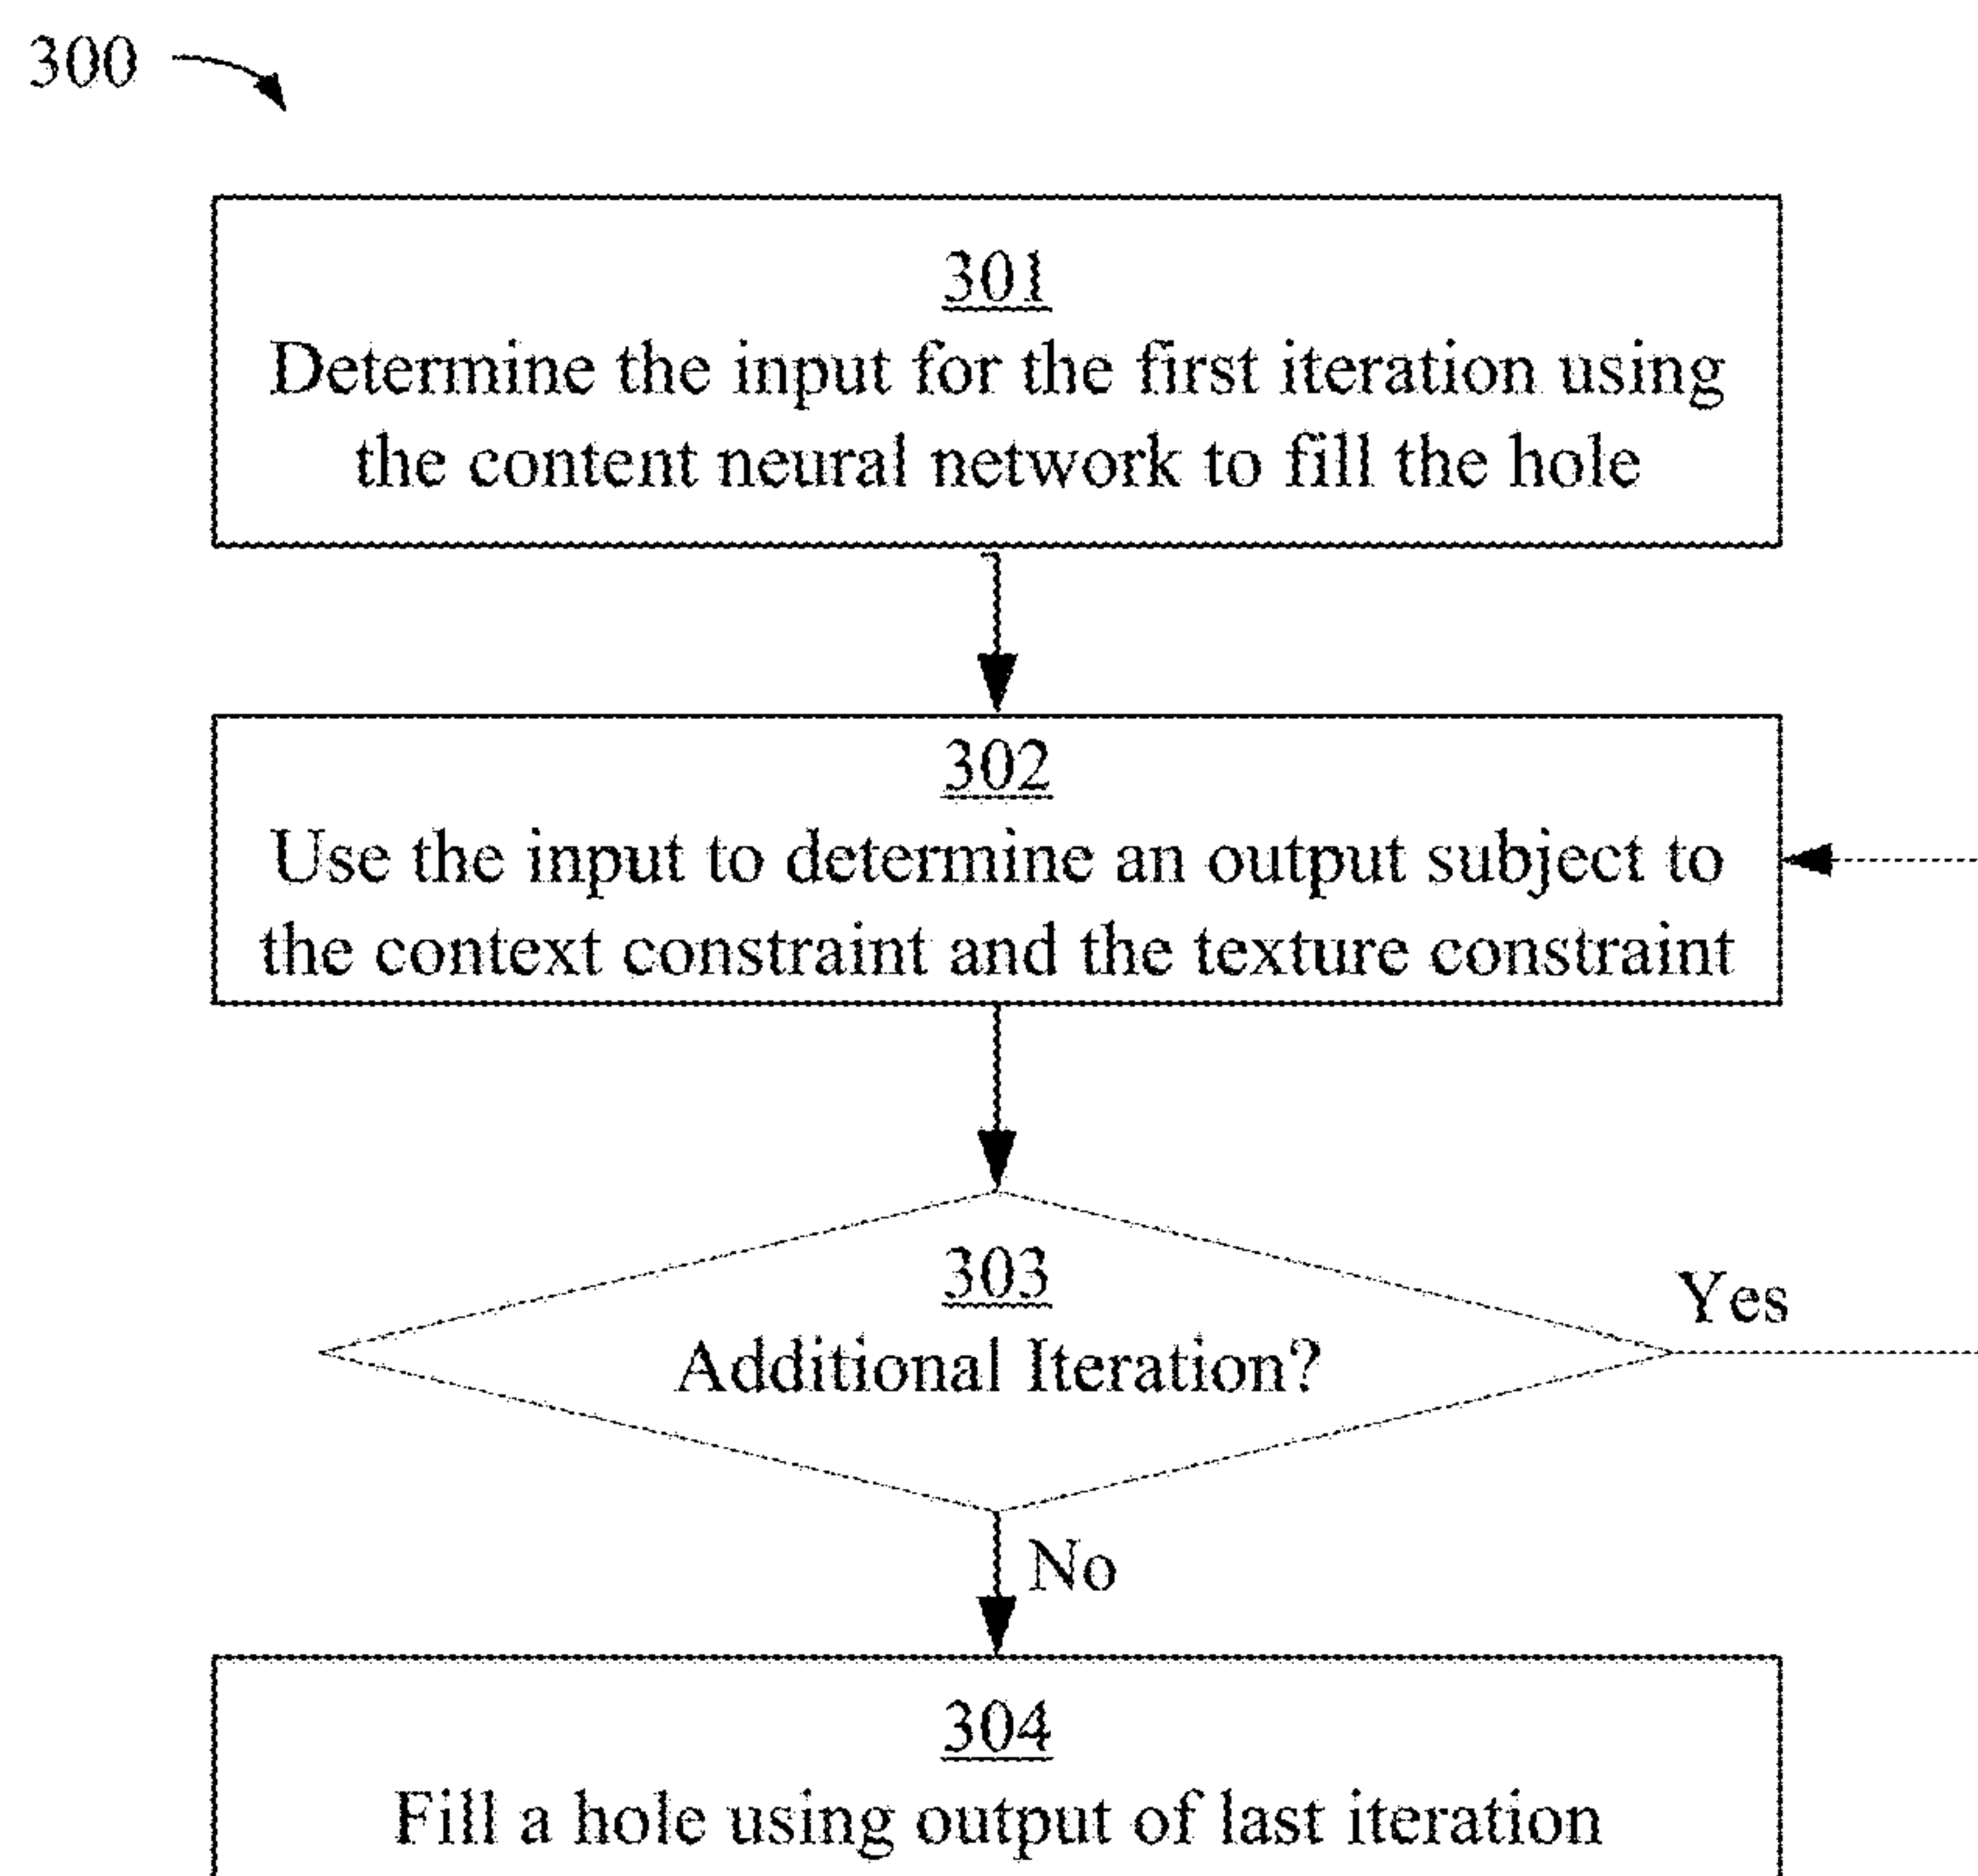 300
301
Determine the input for the first iteration using
the content neural network to fill the hole
302
Use the input to determine an output subject to
the context constraint and the texture constraint
303
Additional Iteration?
Yes
No
304
Fill a hole using output of last iteration